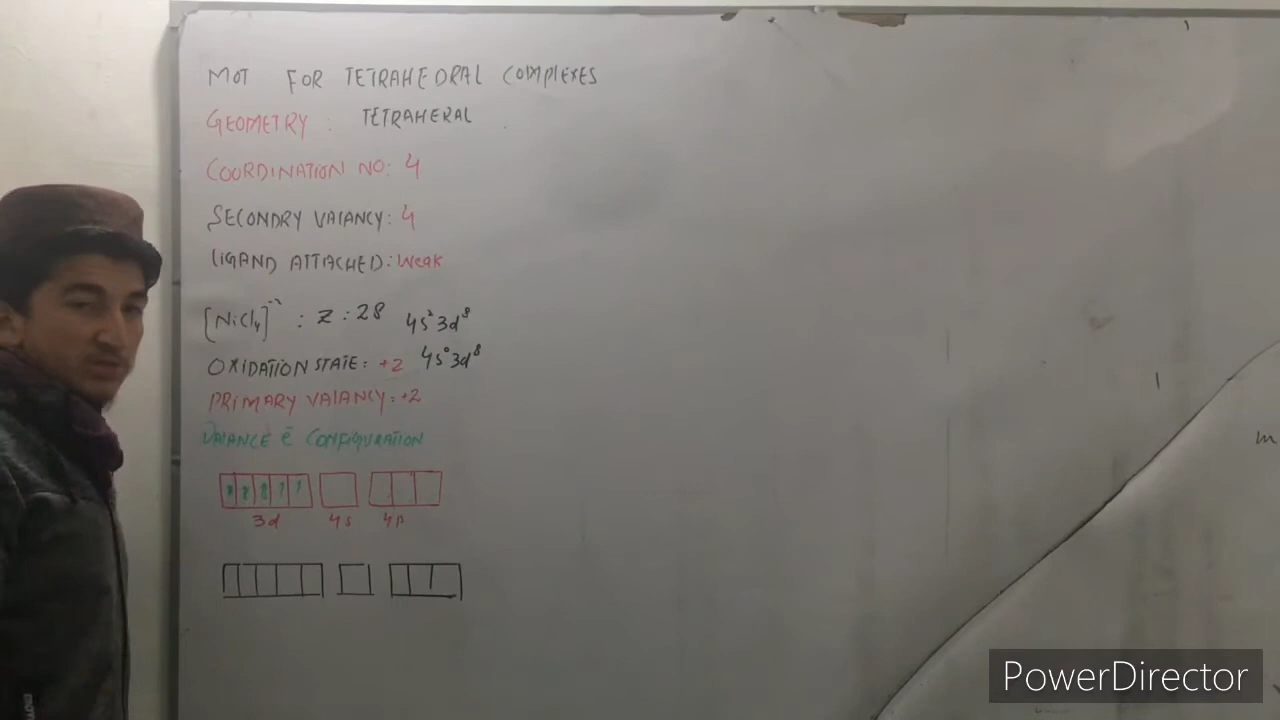 MOT FOR TETRAHEDRAL COMPLEXES
GEOMETRY : TETRAHERAL
COORDINATION NO: 4
SECONDRY VALANCY: 4
LIGAND ATTACHED: Weak
[NiCl₄]⁻² : Z : 28 4s² 3d⁸
OXIDATION STATE: +2 4s⁰ 3d⁸
PRIMARY VALANCY: +2
VALANCE ē CONFIGURATION
3d 4s 4p
m
PowerDirector